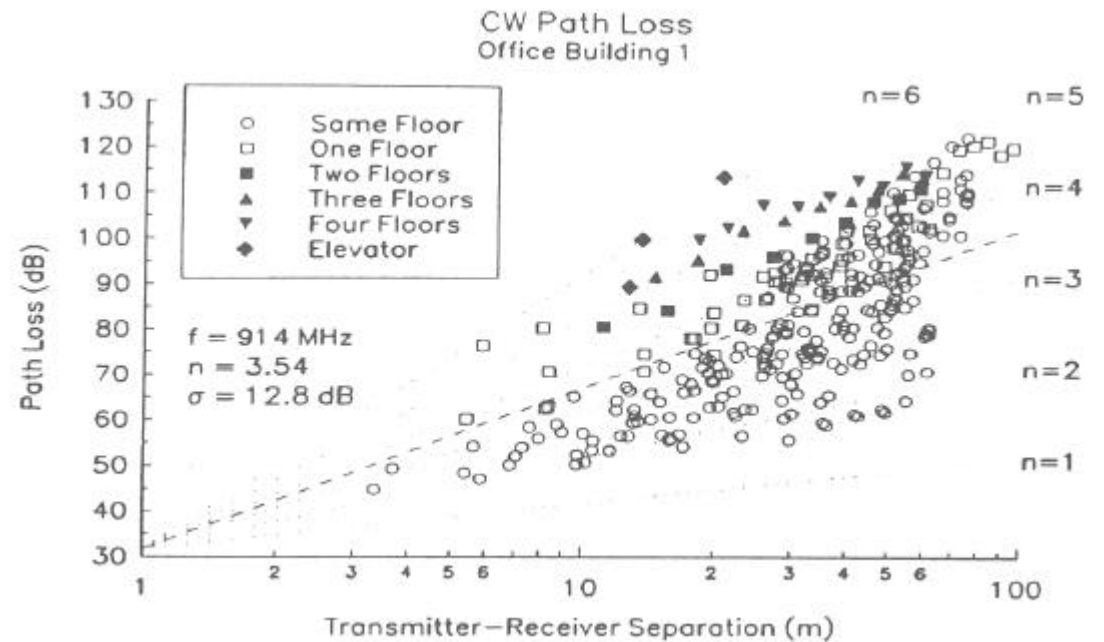 CW Path Loss
Office Building 1
Same Floor
One Floor
Two Floors
Three Floors
Four Floors
Elevator
f = 914 MHz
n = 3.54
σ = 12.8 dB
n=6
n=5
n=4
n=3
n=2
n=1
Path Loss (dB)
130
120
110
100
90
80
70
60
50
40
30
1 2 3 4 5 6 10 2 3 4 5 6 100
Transmitter-Receiver Separation (m)